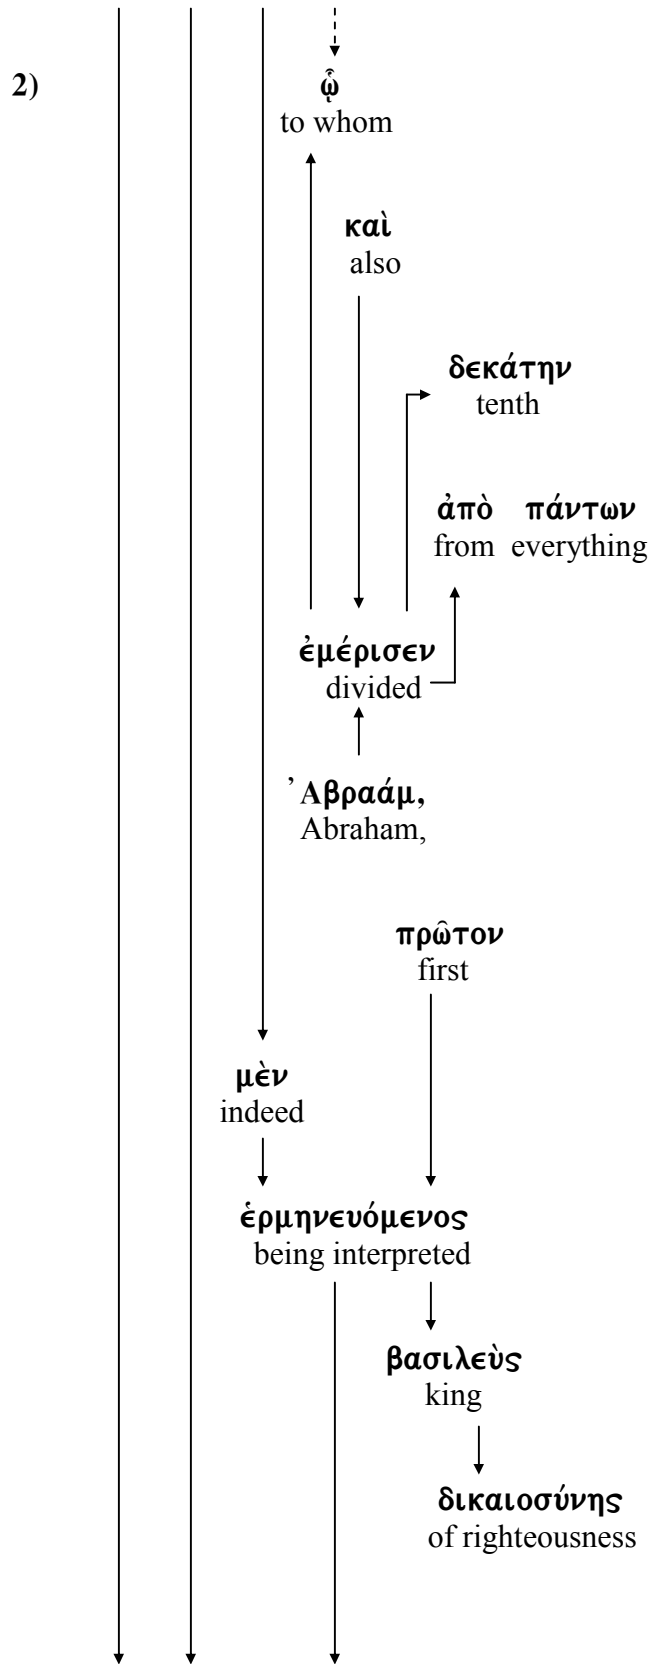 2) ᾧ
to whom
καὶ
also
δεκάτην
tenth
ἀπὸ πάντων
from everything
ἐμέρισεν
divided
᾿Αβραάμ,
Abraham,
πρῶτον
first
μὲν
indeed
ἑρμηνευόμενος
being interpreted
βασιλεὺς
king
δικαιοσύνης
of righteousness